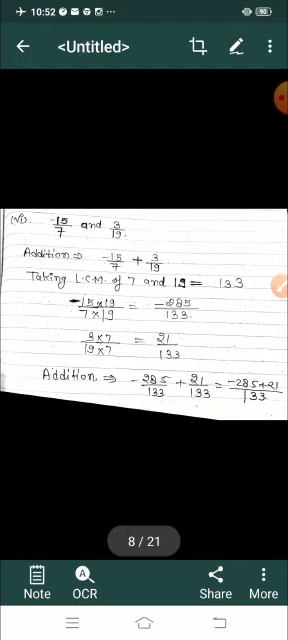 10:52
90
<Untitled>
(vi) -15/7 and 3/19.
Addition ⇒ -15/7 + 3/19
Taking L.C.M. of 7 and 19 = 133
-15×19/7×19 = -285/133.
3×7/19×7 = 21/133
Addition ⇒ -285/133 + 21/133 = -285+21/133
8 / 21
Note
OCR
Share
More